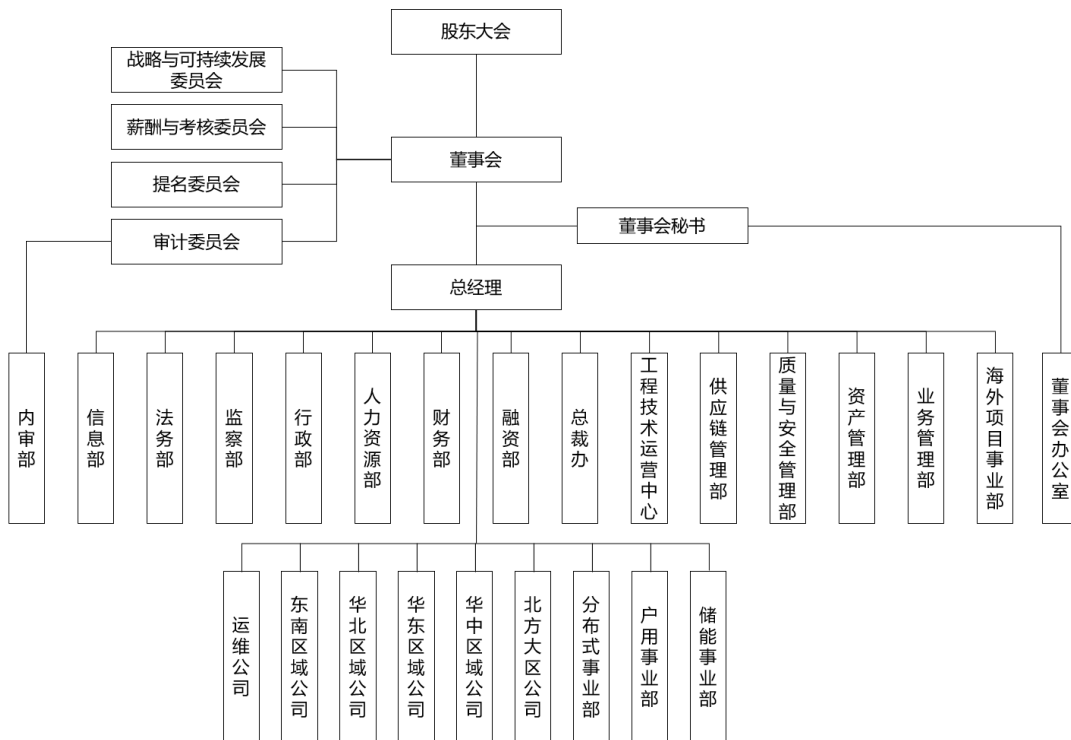 股东大会
战略与可持续发展
委员会
薪酬与考核委员会
董事会
提名委员会
董事会秘书
审计委员会
总经理
内审部
信息部
法务部
监察部
行政部
人力资源部
财务部
融资部
总裁办
工程技术运营中心
供应链管理部
质量与安全管理部
资产管理部
业务管理部
海外项目事业部
董事会办公室
运维公司
东南区域公司
华北区域公司
华东区域公司
华中区域公司
北方大区公司
分布式事业部
户用事业部
储能事业部